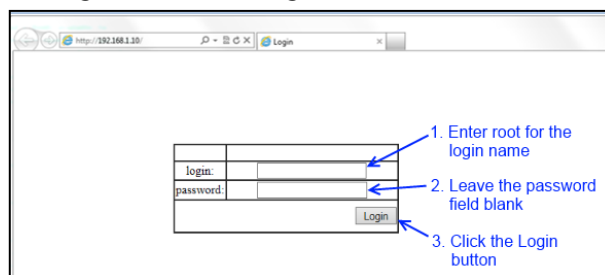 http://192.168.1.10/
Login
1. Enter root for the
login name
login:
password:
2. Leave the password
field blank
Login
3. Click the Login
button